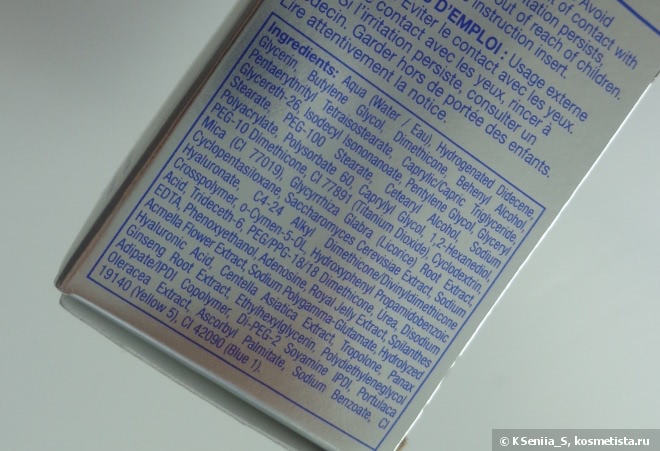 Avoid
ation of contact with
on persists,
out of reach of children.
instruction insert.
D'EMPLOI : Usage externe
Eviter le contact avec les yeux.
contact avec les yeux, rincer à
Si l'irritation persiste, consulter un
édecin. Garder hors de portée des enfants.
Lire attentivement la notice.
Ingredients: Aqua (Water / Eau), Hydrogenated Didecene,
Glycerin, Butylene Glycol, Dimethicone, Behenyl Alcohol,
Pentaerythrityl Tetraisostearate, Caprylic/Capric Triglyceride,
Glycereth-26, Isodecyl Isononanoate, Pentylene Glycol, Glyceryl
Stearate, PEG-100 Stearate, Cetearyl Alcohol, Sodium
Polyacrylate, Polysorbate 60, Caprylyl Glycol, 1,2-Hexanediol,
PEG-10 Dimethicone, CI 77891 (Titanium Dioxide), Cyclodextrin,
Mica (CI 77019), Glycyrrhiza Glabra (Licorice) Root Extract,
Cyclopentasiloxane, Saccharomyces Cerevisiae Extract, Sodium
Hyaluronate, C4-24 Alkyl Dimethicone/Divinyldimethicone
Crosspolymer, o-Cymen-5-OL, Hydroxyphenyl Propamidobenzoic
Acid, Trideceth-6, PEG/PPG-18/18 Dimethicone, Urea, Disodium
EDTA, Phenoxyethanol, Adenosine, Royal Jelly Extract, Spilanthes
Acmella Flower Extract, Sodium Polygamma-Glutamate, Hydrolyzed
Hyaluronic Acid, Centella Asiatica Extract, Tropolone, Panax
Ginseng Root Extract, Ethylhexylglycerin, Polydiethyleneglycol
Adipate/IPDI Copolymer, Di-PEG-2 Soyamine IPDI, Portulaca
Oleracea Extract, Ascorbyl Palmitate, Sodium Benzoate, CI
19140 (Yellow 5), CI 42090 (Blue 1).
© KSeniia_S, kosmetista.ru